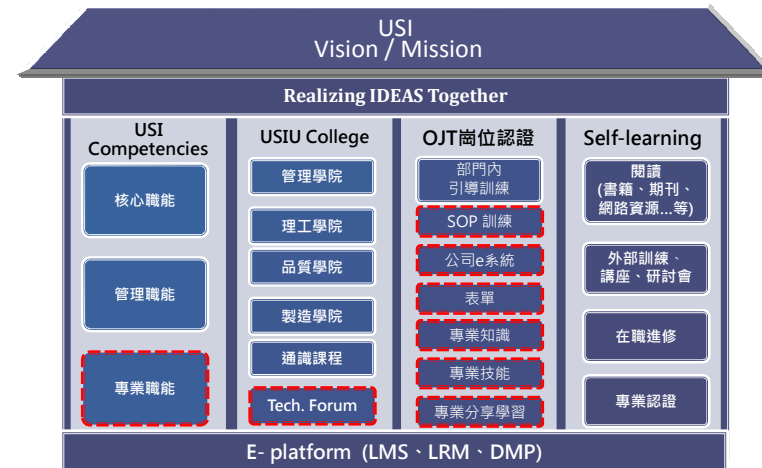 USI
Vision / Mission
Realizing IDEAS Together
USI
Competencies
核心職能
管理職能
專業職能
USIU College
管理學院
理工學院
品質學院
製造學院
通識課程
Tech. Forum
OJT崗位認證
部門內
引導訓練
SOP 訓練
公司e系統
表單
專業知識
專業技能
專業分享學習
Self-learning
閱讀
(書籍、期刊、
網路資源...等)
外部訓練、
講座、研討會
在職進修
專業認證
E- platform (LMS、LRM、DMP)